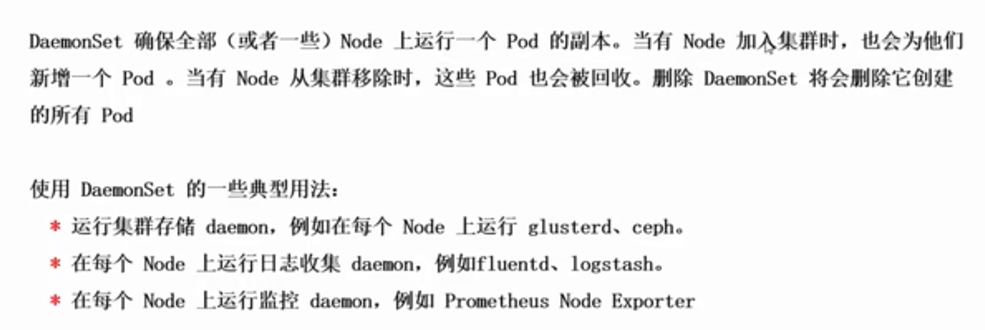 DaemonSet 确保全部（或者一些）Node 上运行一个 Pod 的副本。当有 Node 加入集群时，也会为他们
新增一个 Pod 。当有 Node 从集群移除时，这些 Pod 也会被回收。删除 DaemonSet 将会删除它创建
的所有 Pod
使用 DaemonSet 的一些典型用法：
* 运行集群存储 daemon，例如在每个 Node 上运行 glusterd、ceph。
* 在每个 Node 上运行日志收集 daemon，例如fluentd、logstash。
* 在每个 Node 上运行监控 daemon，例如 Prometheus Node Exporter